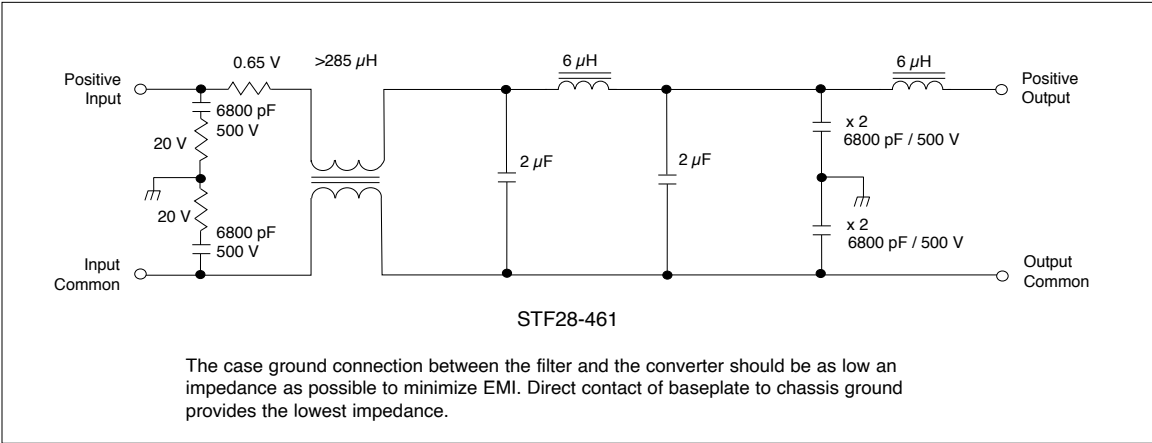 0.65 V
>285 µH
6 µH
6 µH
Positive
Input
Positive
Output
6800 pF
500 V
20 V
x 2
6800 pF / 500 V
2 µF
2 µF
20 V
6800 pF
500 V
x 2
6800 pF / 500 V
Input
Common
Output
Common
STF28-461
The case ground connection between the filter and the converter should be as low an
impedance as possible to minimize EMI. Direct contact of baseplate to chassis ground
provides the lowest impedance.